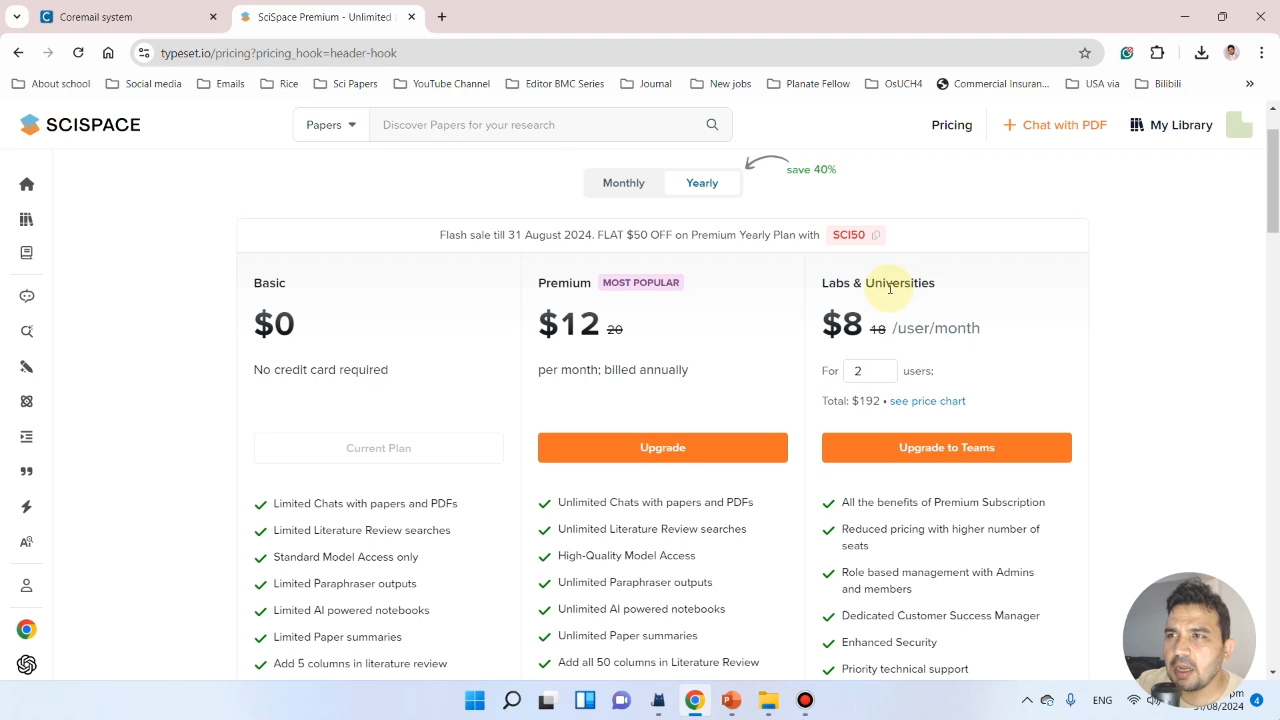 Coremail system
SciSpace Premium - Unlimited r
typeset.io/pricing?pricing_hook=header-hook
About school
Social media
Emails
Rice
Sci Papers
YouTube Channel
Editor BMC Series
Journal
New jobs
Planate Fellow
OsUCH4
Commercial Insuran...
USA via
Bilibili
SCISPACE
Papers
Discover Papers for your research
Pricing
Chat with PDF
My Library
Monthly
Yearly
save 40%
Flash sale till 31 August 2024. FLAT $50 OFF on Premium Yearly Plan with SCI50
Basic
$0
No credit card required
Current Plan
Limited Chats with papers and PDFs
Limited Literature Review searches
Standard Model Access only
Limited Paraphraser outputs
Limited AI powered notebooks
Limited Paper summaries
Add 5 columns in literature review
Premium MOST POPULAR
$12 20
per month; billed annually
Upgrade
Unlimited Chats with papers and PDFs
Unlimited Literature Review searches
High-Quality Model Access
Unlimited Paraphraser outputs
Unlimited AI powered notebooks
Unlimited Paper summaries
Add all 50 columns in Literature Review
Labs & Universities
$8 18 /user/month
For 2 users;
Total: $192 • see price chart
Upgrade to Teams
All the benefits of Premium Subscription
Reduced pricing with higher number of
seats
Role based management with Admins
and members
Dedicated Customer Success Manager
Enhanced Security
Priority technical support
ENG
pm
/08/2024
4